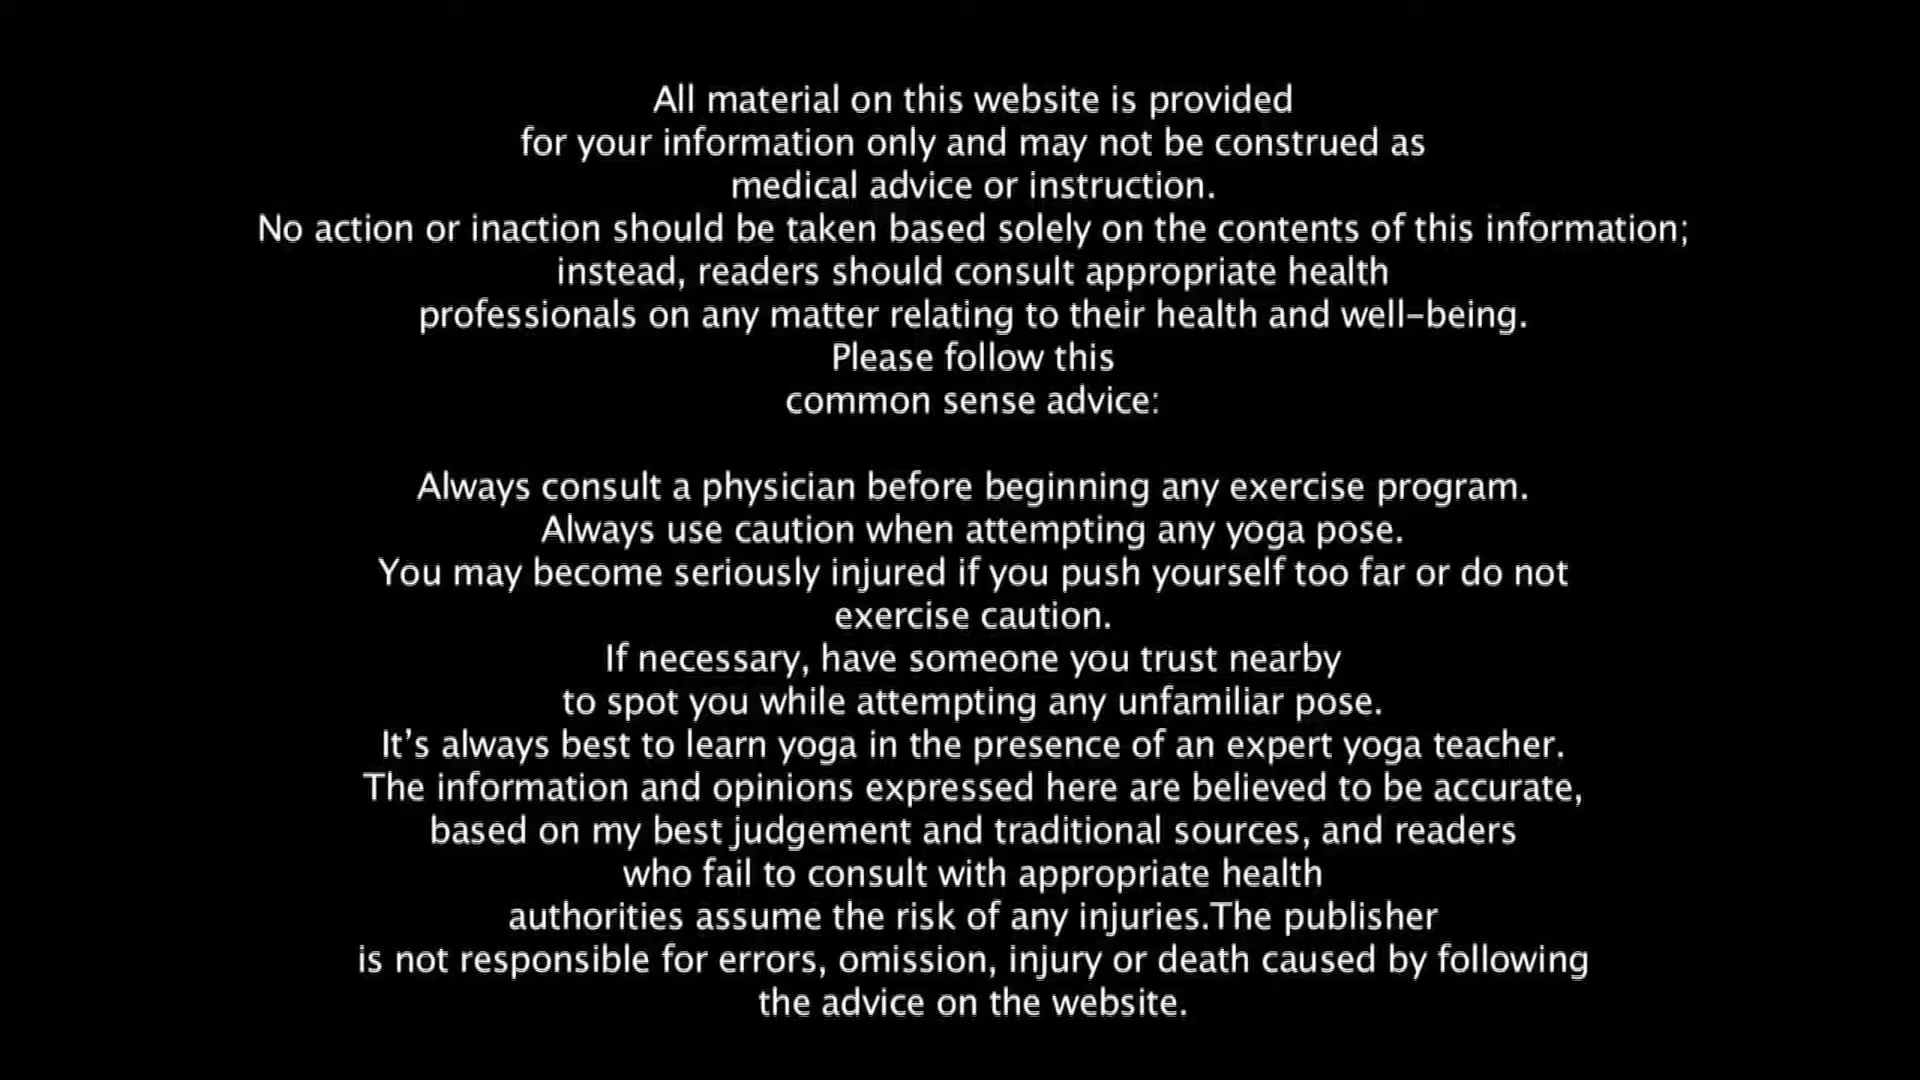 All material on this website is provided
for your information only and may not be construed as
medical advice or instruction.
No action or inaction should be taken based solely on the contents of this information;
instead, readers should consult appropriate health
professionals on any matter relating to their health and well-being.
Please follow this
common sense advice:
Always consult a physician before beginning any exercise program.
Always use caution when attempting any yoga pose.
You may become seriously injured if you push yourself too far or do not
exercise caution.
If necessary, have someone you trust nearby
to spot you while attempting any unfamiliar pose.
It’s always best to learn yoga in the presence of an expert yoga teacher.
The information and opinions expressed here are believed to be accurate,
based on my best judgement and traditional sources, and readers
who fail to consult with appropriate health
authorities assume the risk of any injuries.The publisher
is not responsible for errors, omission, injury or death caused by following
the advice on the website.